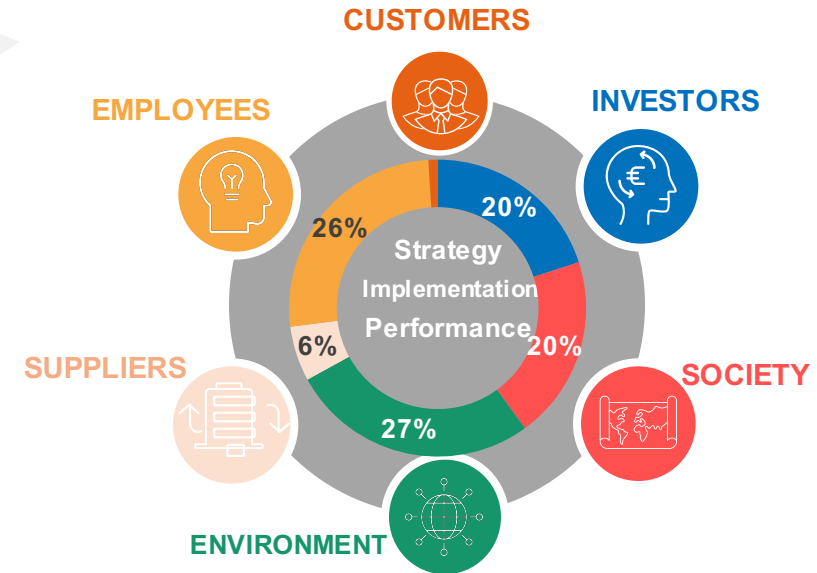 CUSTOMERS
INVESTORS
EMPLOYEES
€
20%
26%
Strategy
Implementation
Performance
6%
20%
SUPPLIERS
SOCIETY
27%
ENVIRONMENT